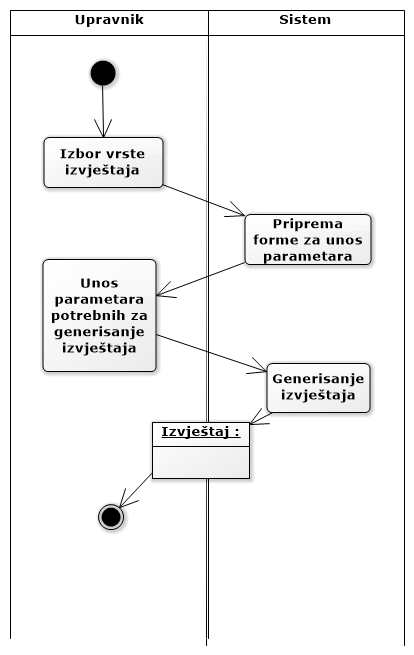 Upravnik
Sistem
Izbor vrste
izvještaja
Priprema
forme za unos
parametara
Unos
parametara
potrebnih za
generisanje
izvještaja
Generisanje
izvještaja
Izvještaj :